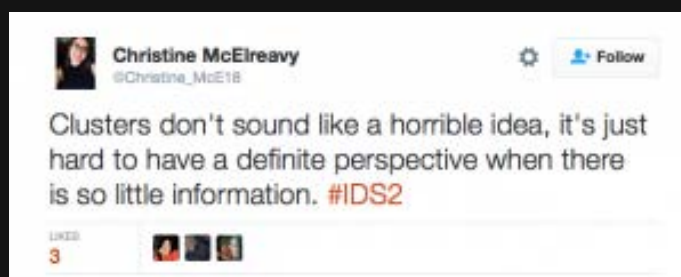 Christine McElreavy
@Christine_McE18
Follow
Clusters don't sound like a horrible idea, it's just
hard to have a definite perspective when there
is so little information. #IDS2
LIKES
3